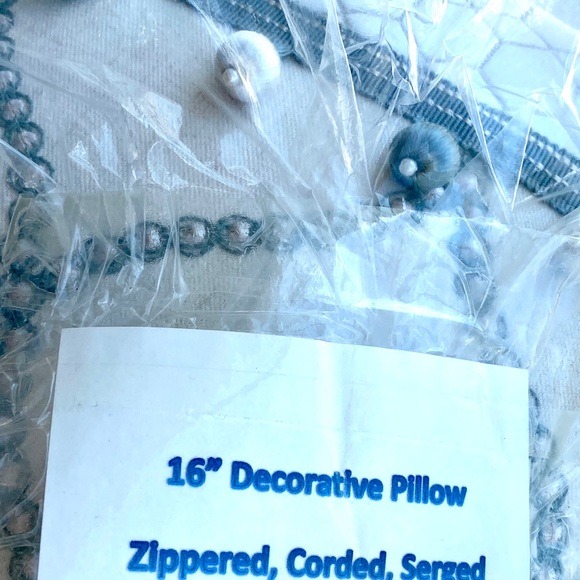 16” Decorative Pillow
Zippered, Corded, Serged